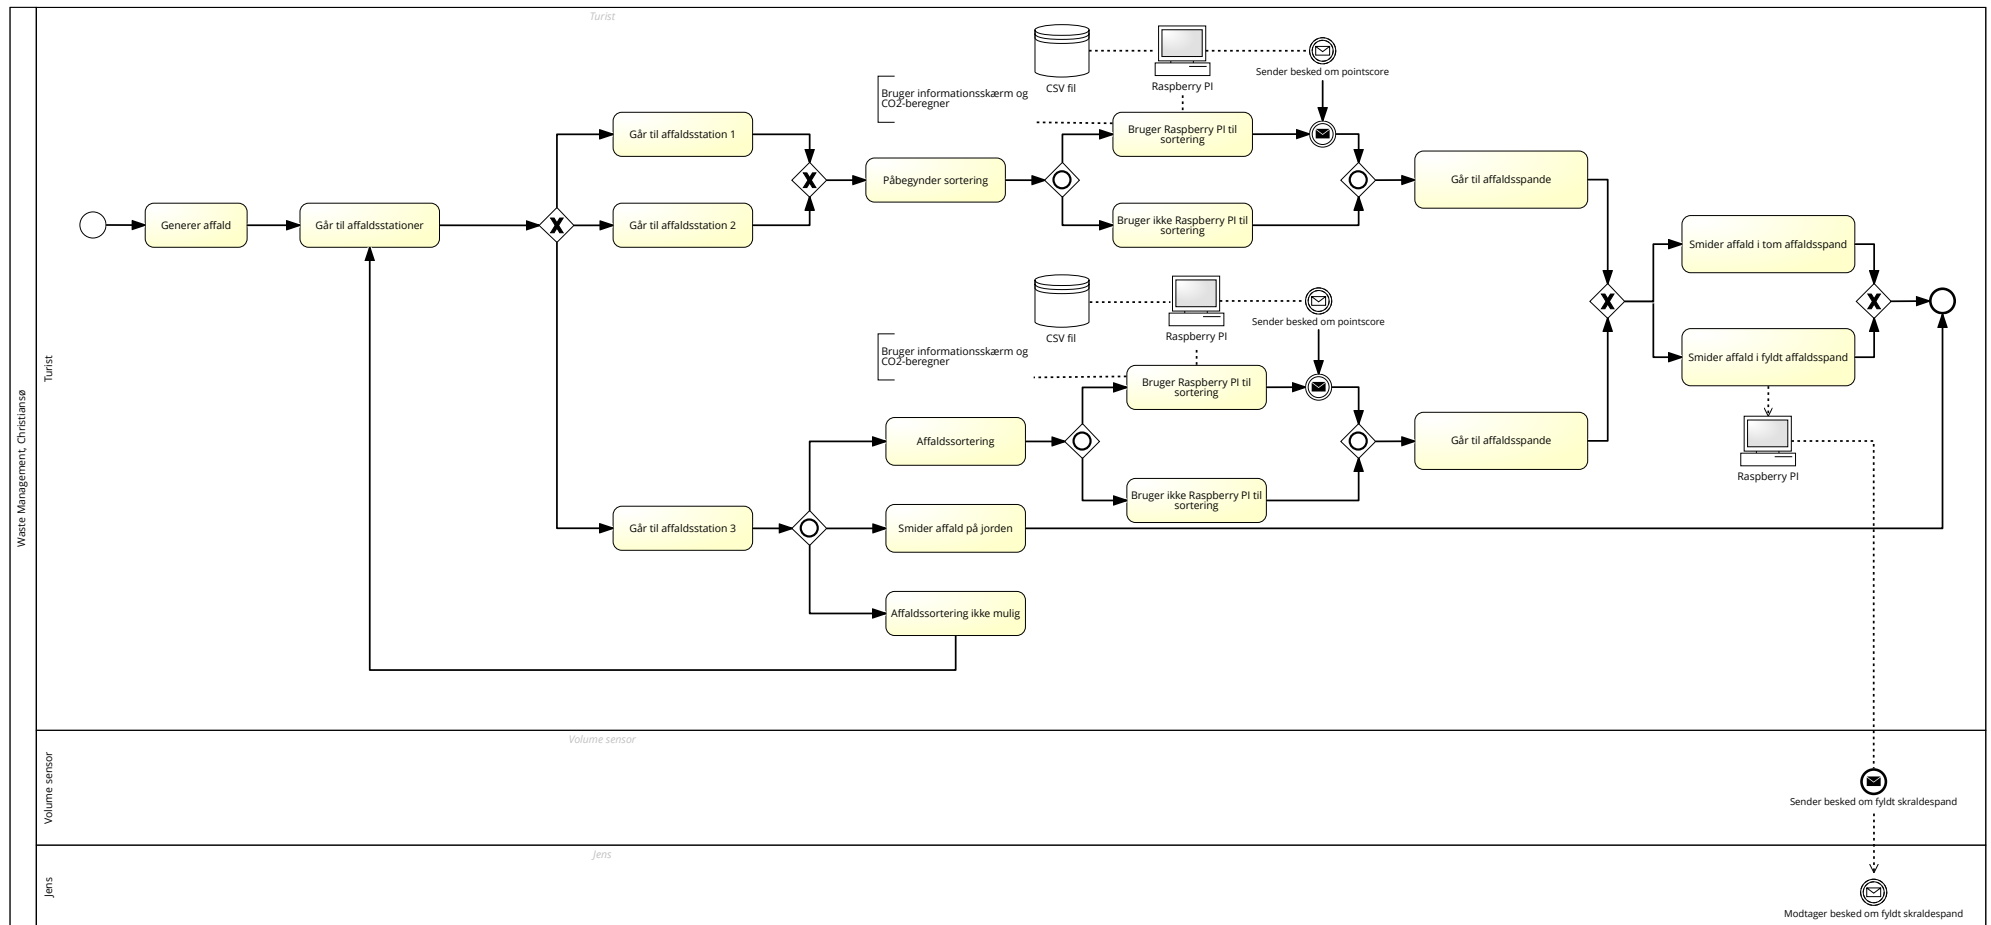 Waste Management, Christiansø
Turist
Turist
CSV fil
Raspberry PI
Sender besked om pointscore
Bruger informationsskærm og
CO2-beregner
Går til affaldsstation 1
Bruger Raspberry PI til
sortering
Påbegynder sortering
Går til affaldsspande
Generer affald
Går til affaldsstationer
Går til affaldsstation 2
Bruger ikke Raspberry PI til
sortering
Smider affald i tom affaldsspand
CSV fil
Raspberry PI
Sender besked om pointscore
Bruger informationsskærm og
CO2-beregner
Smider affald i fyldt affaldsspand
Bruger Raspberry PI til
sortering
Affaldssortering
Går til affaldsspande
Raspberry PI
Bruger ikke Raspberry PI til
sortering
Går til affaldsstation 3
Smider affald på jorden
Affaldssortering ikke mulig
Volume sensor
Volume sensor
Sender besked om fyldt skraldespand
Jens
Jens
Modtager besked om fyldt skraldespand